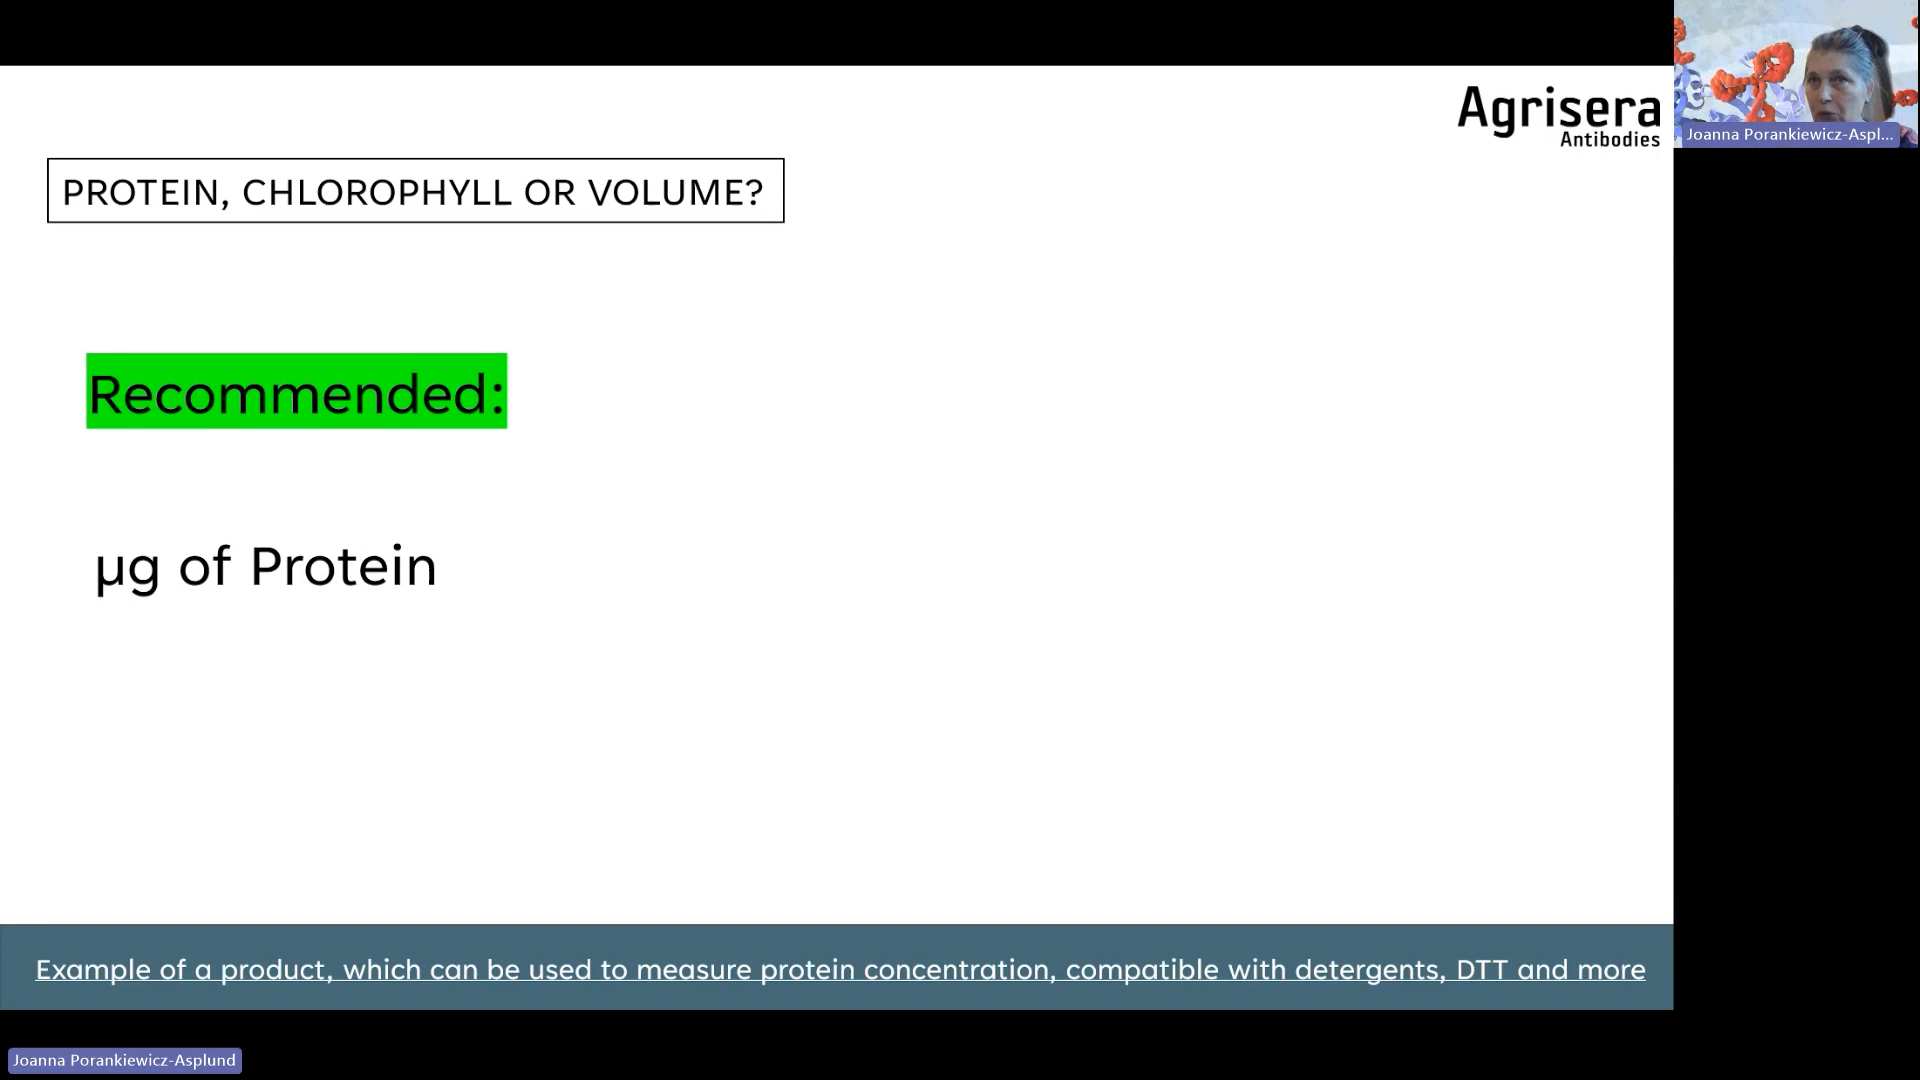 Agrisera
Antibodies
Joanna Porankiewicz-Aspl...
PROTEIN, CHLOROPHYLL OR VOLUME?
Recommended:
µg of Protein
Example of a product, which can be used to measure protein concentration, compatible with detergents, DTT and more
Joanna Porankiewicz-Asplund